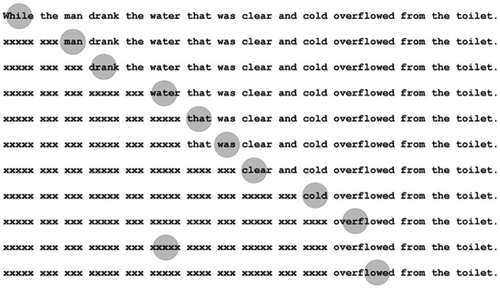 While the man drank the water that was clear and cold overflowed from the toilet.
xxxxx xxx man drank the water that was clear and cold overflowed from the toilet.
xxxxx xxx xxx drank the water that was clear and cold overflowed from the toilet.
xxxxx xxx xxx xxxxx xxx water that was clear and cold overflowed from the toilet.
xxxxx xxx xxx xxxxx xxx xxxxx that was clear and cold overflowed from the toilet.
xxxxx xxx xxx xxxxx xxx xxxxx that was clear and cold overflowed from the toilet.
xxxxx xxx xxx xxxxx xxx xxxxx xxxx xxx clear and cold overflowed from the toilet.
xxxxx xxx xxx xxxxx xxx xxxxx xxxx xxx xxxxx xxx cold overflowed from the toilet.
xxxxx xxx xxx xxxxx xxx xxxxx xxxx xxx xxxxx xxx xxxx overflowed from the toilet.
xxxxx xxx xxx xxxxx xxx xxxxx xxxx xxx xxxxx xxx xxxx overflowed from the toilet.
xxxxx xxx xxx xxxxx xxx xxxxx xxxx xxx xxxxx xxx xxxx overflowed from the toilet.